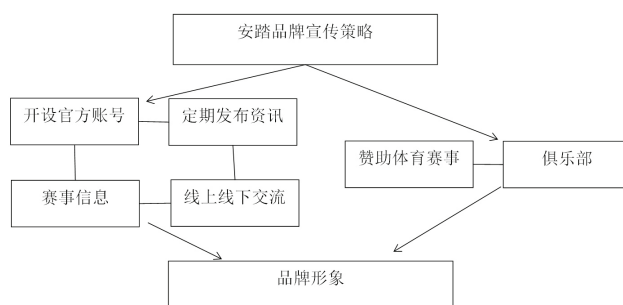 安踏品牌宣传策略
开设官方账号
定期发布资讯
赞助体育赛事
俱乐部
赛事信息
线上线下交流
品牌形象